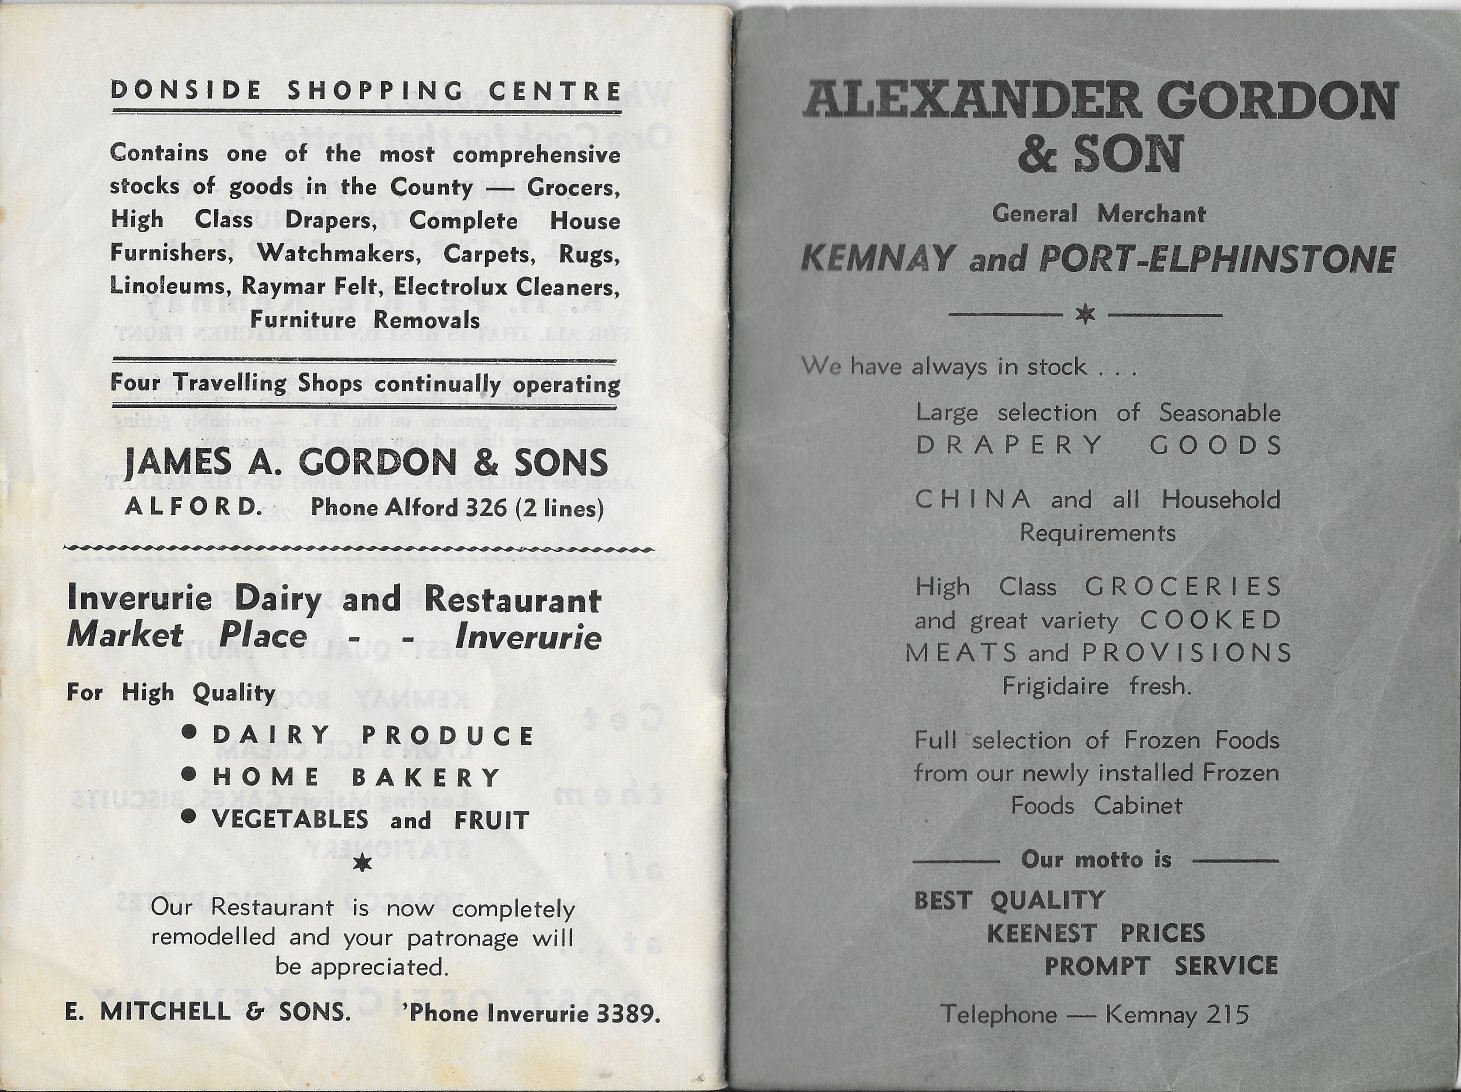 DONSIDE SHOPPING CENTRE
Contains one of the most comprehensive
stocks of goods in the County — Grocers,
High Class Drapers, Complete House
Furnishers, Watchmakers, Carpets, Rugs,
Linoleums, Raymar Felt, Electrolux Cleaners,
Furniture Removals
Four Travelling Shops continually operating
JAMES A. GORDON & SONS
ALFORD. Phone Alford 326 (2 lines)
Inverurie Dairy and Restaurant
Market Place - - Inverurie
For High Quality
● DAIRY PRODUCE
● HOME BAKERY
● VEGETABLES and FRUIT
Our Restaurant is now completely
remodelled and your patronage will
be appreciated.
E. MITCHELL & SONS. 'Phone Inverurie 3389.
ALEXANDER GORDON
& SON
General Merchant
KEMNAY and PORT-ELPHINSTONE
We have always in stock . . .
Large selection of Seasonable
DRAPERY GOODS
CHINA and all Household
Requirements
High Class GROCERIES
and great variety COOKED
MEATS and PROVISIONS
Frigidaire fresh.
Full selection of Frozen Foods
from our newly installed Frozen
Foods Cabinet
Our motto is
BEST QUALITY
KEENEST PRICES
PROMPT SERVICE
Telephone — Kemnay 215